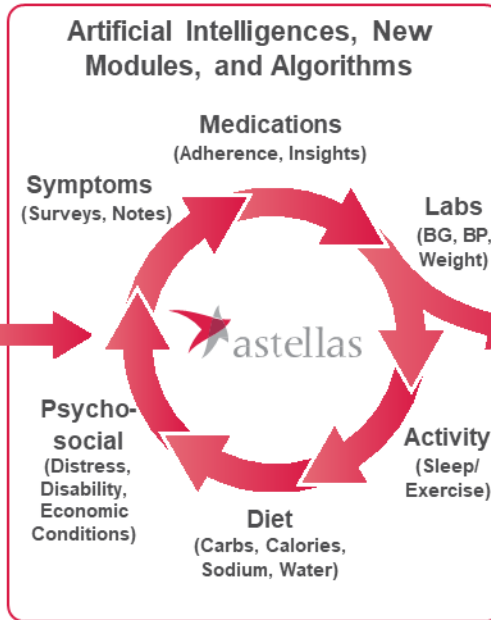 Artificial Intelligences, New
Modules, and Algorithms
Medications
(Adherence, Insights)
Symptoms
(Surveys, Notes)
Labs
(BG, BP,
Weight)
astellas
Psycho-
social
(Distress,
Disability,
Economic
Conditions)
Activity
(Sleep/
Exercise)
Diet
(Carbs, Calories,
Sodium, Water)